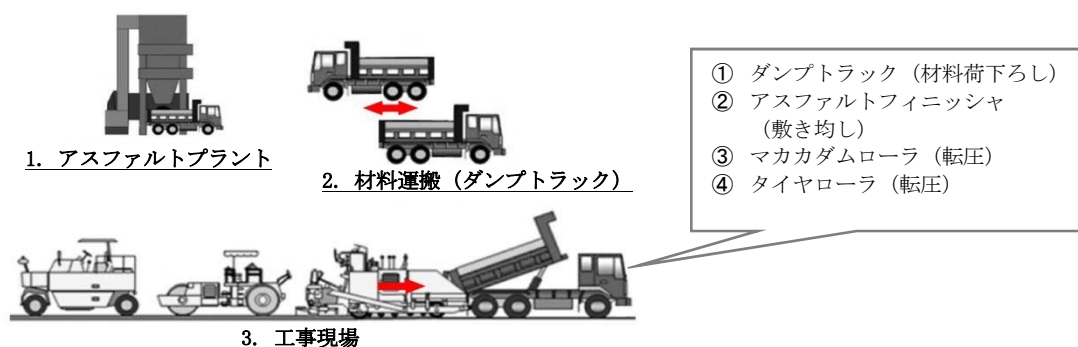 1. アスファルトプラント
2. 材料運搬(ダンプトラック)
① ダンプトラック(材料荷下ろし)
② アスファルトフィニッシャ
(敷き均し)
③ マカカダムローラ(転圧)
④ タイヤローラ(転圧)
3. 工事現場